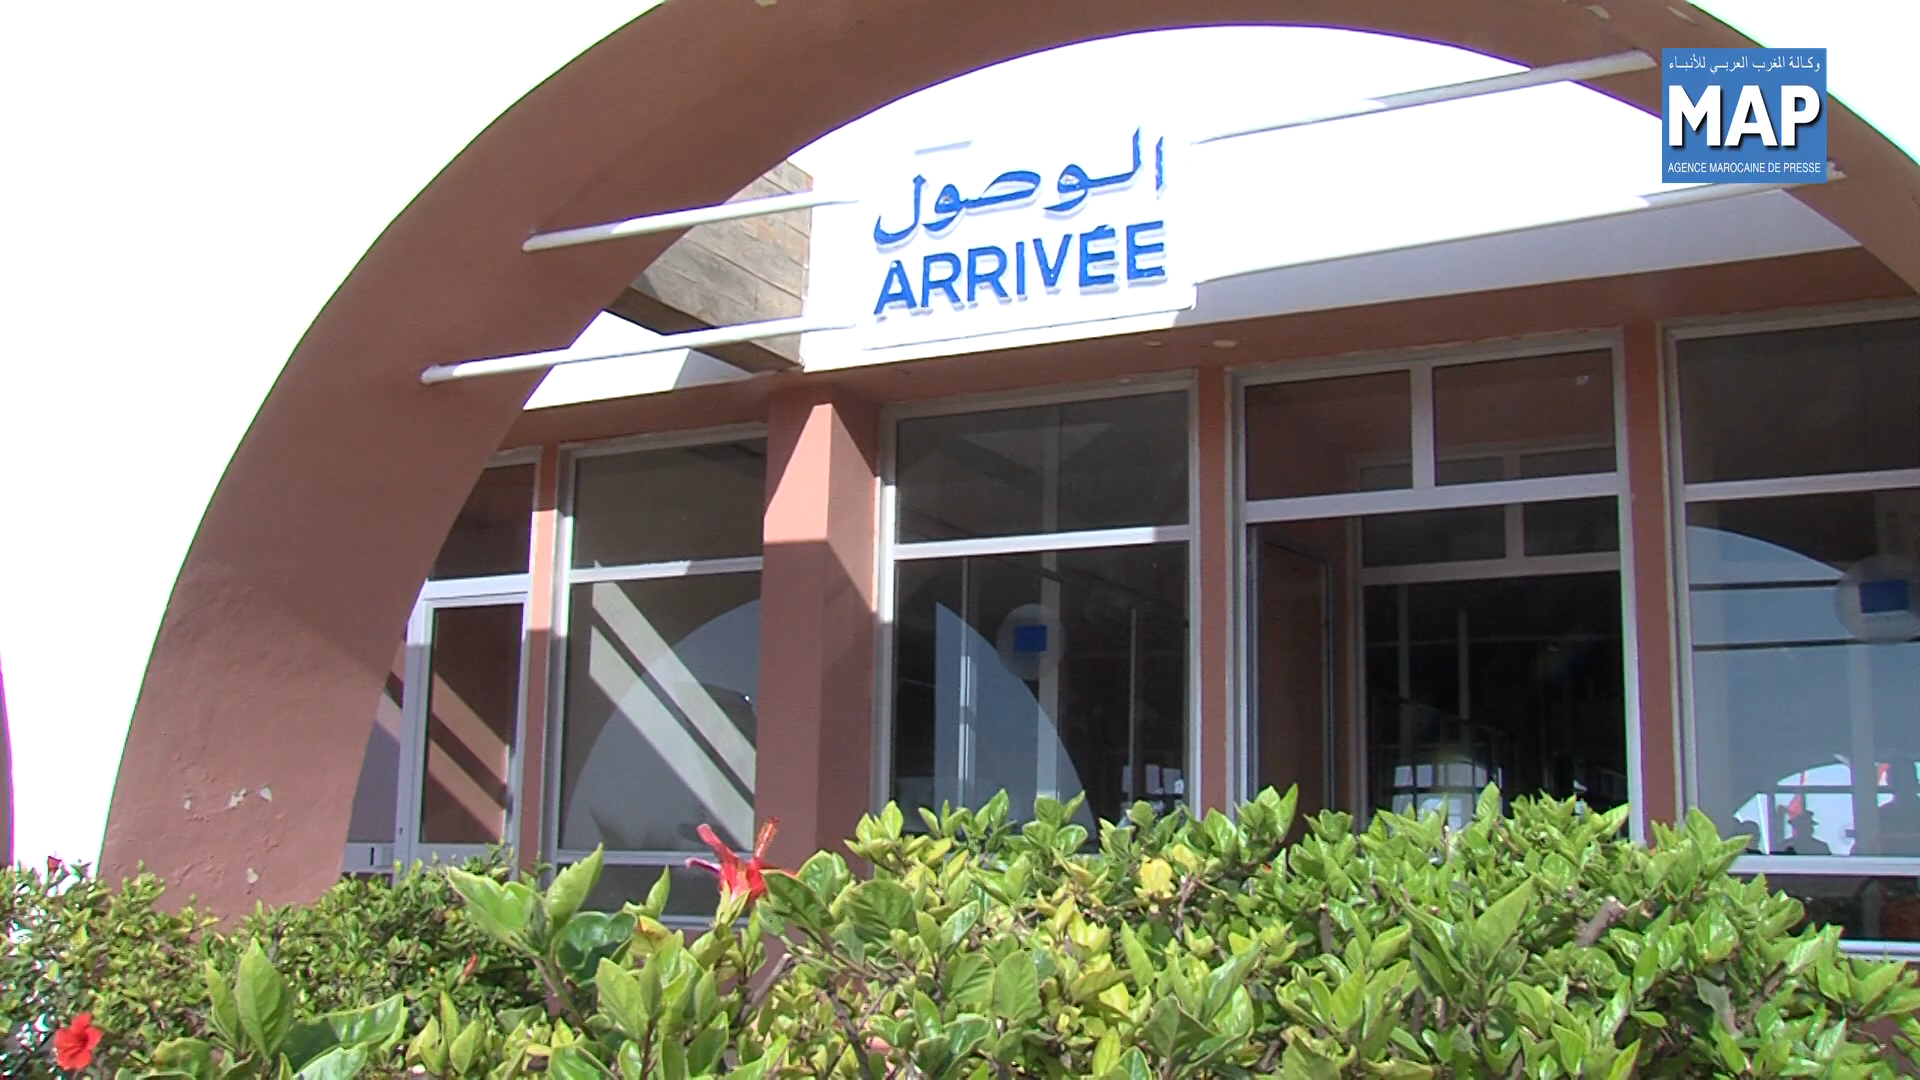 الوصول
ARRIVÉE
وكالة المغرب العربي للأنباء
MAP
AGENCE MAROCAINE DE PRESSE